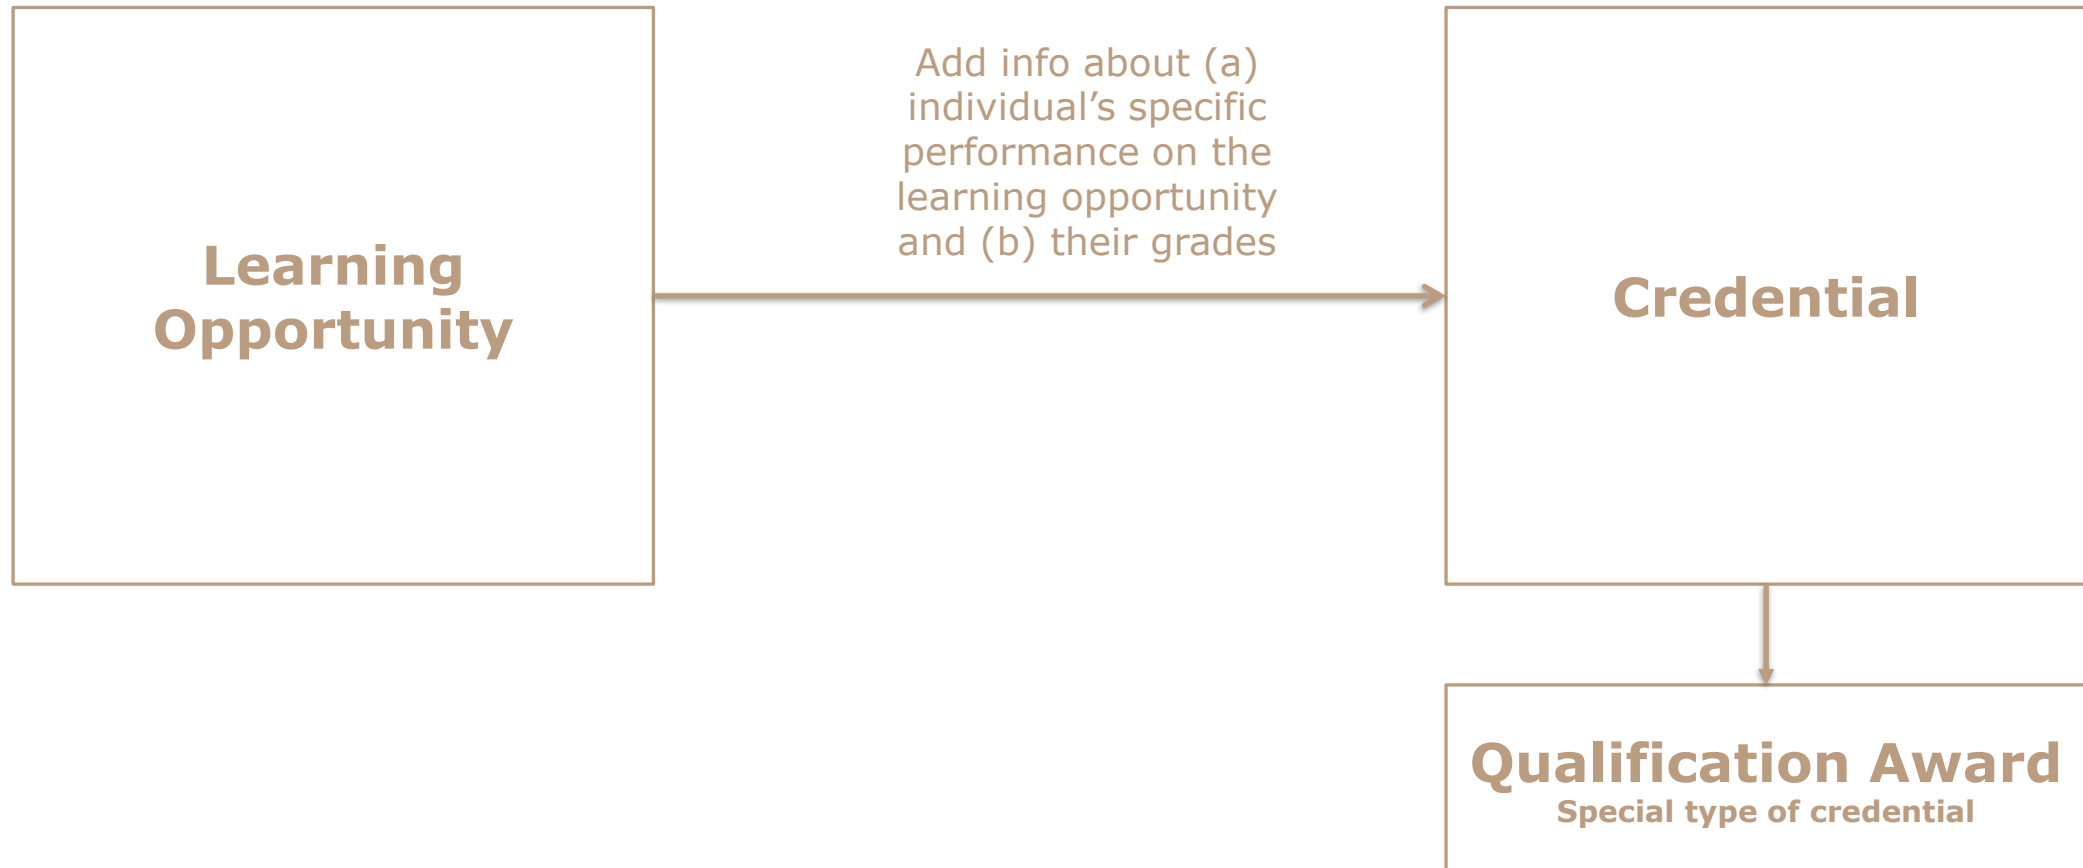 Learning
Opportunity
Add info about (a)
individual’s specific
performance on the
learning opportunity
and (b) their grades
Credential
Qualification Award
Special type of credential